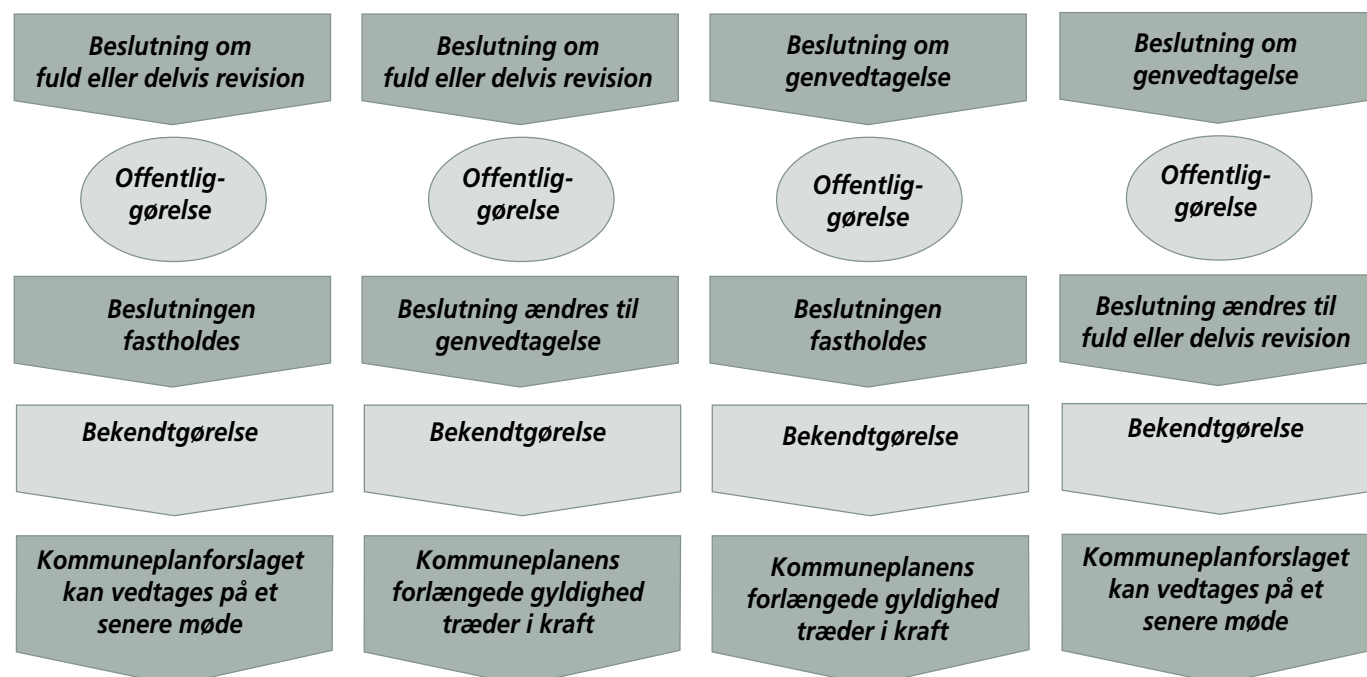 Beslutning om
fuld eller delvis revision
Offentlig-
gørelse
Beslutningen
fastholdes
Bekendtgørelse
Kommuneplanforslaget
kan vedtages på et
senere møde
Beslutning om
fuld eller delvis revision
Offentlig-
gørelse
Beslutning ændres til
genvedtagelse
Bekendtgørelse
Kommuneplanens
forlængede gyldighed
træder i kraft
Beslutning om
genvedtagelse
Offentlig-
gørelse
Beslutningen
fastholdes
Bekendtgørelse
Kommuneplanens
forlængede gyldighed
træder i kraft
Beslutning om
genvedtagelse
Offentlig-
gørelse
Beslutning ændres til
fuld eller delvis revision
Bekendtgørelse
Kommuneplanforslaget
kan vedtages på et
senere møde